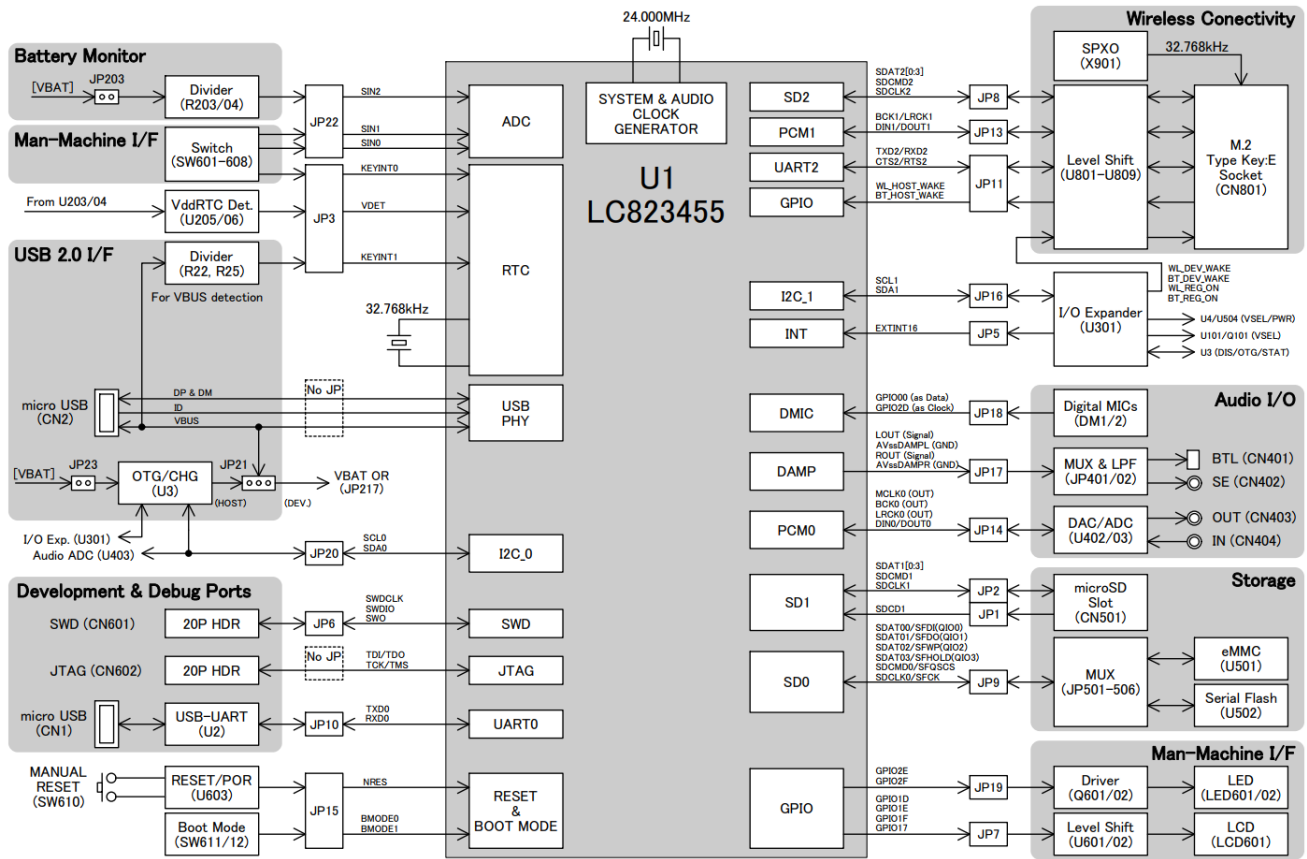 24.000MHz
Battery Monitor
[VBAT]
JP203
Divider
(R203/04)
Man-Machine I/F
Switch
(SW601-608)
JP22
SIN2
SIN1
SIN0
ADC
From U203/04
VddRTC Det.
(U205/06)
JP3
KEYINT0
VDET
KEYINT1
RTC
USB 2.0 I/F
Divider
(R22, R25)
For VBUS detection
32.768kHz
micro USB
(CN2)
DP & DM
ID
VBUS
No JP
USB
PHY
[VBAT]
JP23
OTG/CHG
(U3)
JP21
(HOST)
(DEV.)
VBAT OR
(JP217)
I/O Exp. (U301)
Audio ADC (U403)
JP20
SCL0
SDA0
I2C_0
Development & Debug Ports
SWD (CN601)
20P HDR
JP6
SWDCLK
SWDIO
SWO
SWD
JTAG (CN602)
20P HDR
No JP
TDI/TDO
TCK/TMS
JTAG
micro USB
(CN1)
USB-UART
(U2)
JP10
TXD0
RXD0
UART0
MANUAL
RESET
(SW610)
RESET/POR
(U603)
Boot Mode
(SW611/12)
JP15
NRES
BMODE0
BMODE1
RESET
&
BOOT MODE
SYSTEM & AUDIO
CLOCK
GENERATOR
U1
LC823455
Wireless Conectivity
SPXO
(X901)
32.768kHz
SD2
SDAT2[0:3]
SDCMD2
SDCLK2
JP8
PCM1
BCK1/LRCK1
DIN1/DOUT1
JP13
UART2
TXD2/RXD2
CTS2/RTS2
JP11
GPIO
WL_HOST_WAKE
BT_HOST_WAKE
Level Shift
(U801-U809)
M.2
Type Key:E
Socket
(CN801)
WL_DEV_WAKE
BT_DEV_WAKE
WL_REG_ON
BT_REG_ON
I2C_1
SCL1
SDA1
JP16
INT
EXTINT16
JP5
I/O Expander
(U301)
U4/U504 (VSEL/PWR)
U101/Q101 (VSEL)
U3 (DIS/OTG/STAT)
Audio I/O
DMIC
GPIO00 (as Data)
GPIO2D (as Clock)
JP18
Digital MICs
(DM1/2)
DAMP
LOUT (Signal)
AVssDAMPL (GND)
ROUT (Signal)
AVssDAMPR (GND)
JP17
MUX & LPF
(JP401/02)
BTL (CN401)
SE (CN402)
PCM0
MCLK0 (OUT)
BCK0 (OUT)
LRCK0 (OUT)
DIN0/DOUT0
JP14
DAC/ADC
(U402/03)
OUT (CN403)
IN (CN404)
Storage
SD1
SDAT1[0:3]
SDCMD1
SDCLK1
SDCD1
JP2
JP1
microSD
Slot
(CN501)
SD0
SDAT00/SFDI(QIO0)
SDAT01/SFDO(QIO1)
SDAT02/SFWP(QIO2)
SDAT03/SFHOLD(QIO3)
SDCMD0/SFQSCS
SDCLK0/SFCK
JP9
MUX
(JP501-506)
eMMC
(U501)
Serial Flash
(U502)
Man-Machine I/F
GPIO
GPIO2E
GPIO2F
GPIO1D
GPIO1E
GPIO1F
GPIO17
JP19
JP7
Driver
(Q601/02)
LED
(LED601/02)
Level Shift
(U601/02)
LCD
(LCD601)